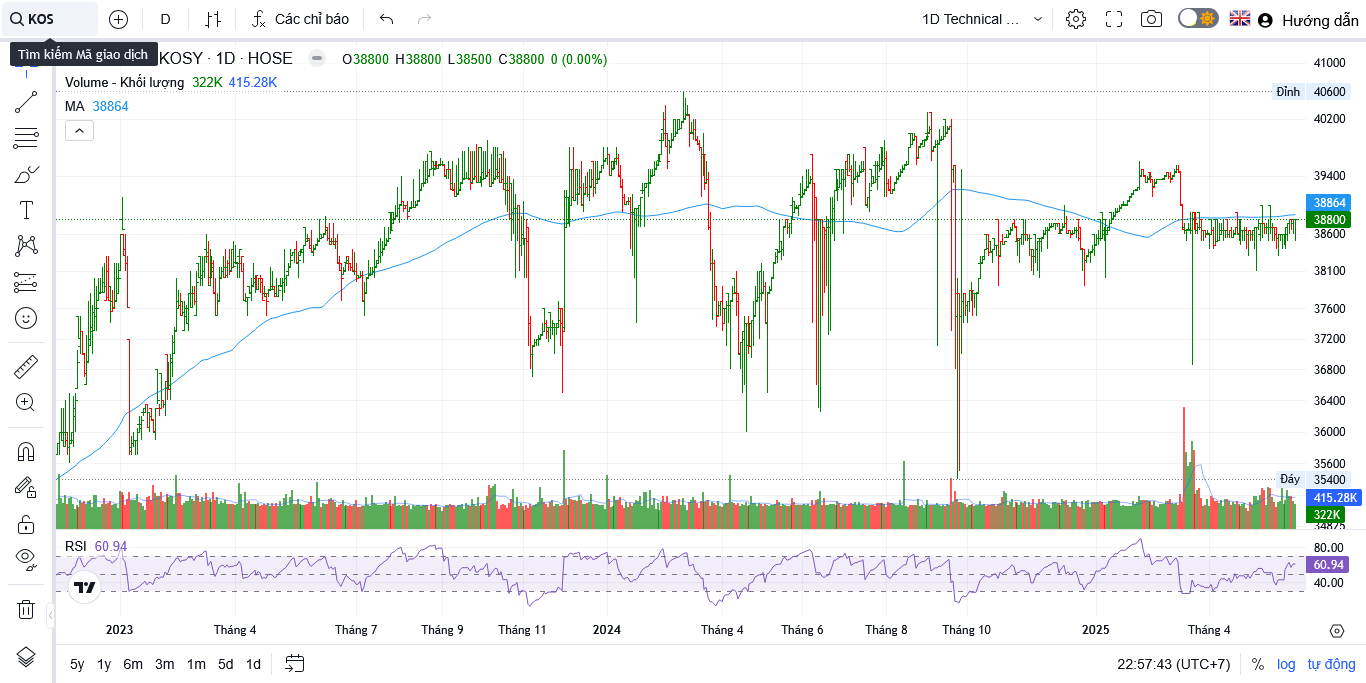 KOS D Các chỉ báo 1D Technical ... Hướng dẫn
Tìm kiếm Mã giao dịch
KOSY · 1D · HOSE O38800 H38800 L38500 C38800 0 (0.00%)
Volume - Khối lượng 322K 415.28K
MA 38864
41000
Đỉnh 40600
40200
39400
38864
38800
38600
38100
37600
37200
36800
36400
36000
35600
Đáy 35400
415.28K
322K
34875
RSI 60.94
80.00
60.94
40.00
2023 Tháng 4 Tháng 7 Tháng 9 Tháng 11 2024 Tháng 4 Tháng 6 Tháng 8 Tháng 10 2025 Tháng 4
5y 1y 6m 3m 1m 5d 1d 22:57:43 (UTC+7) % log tự động